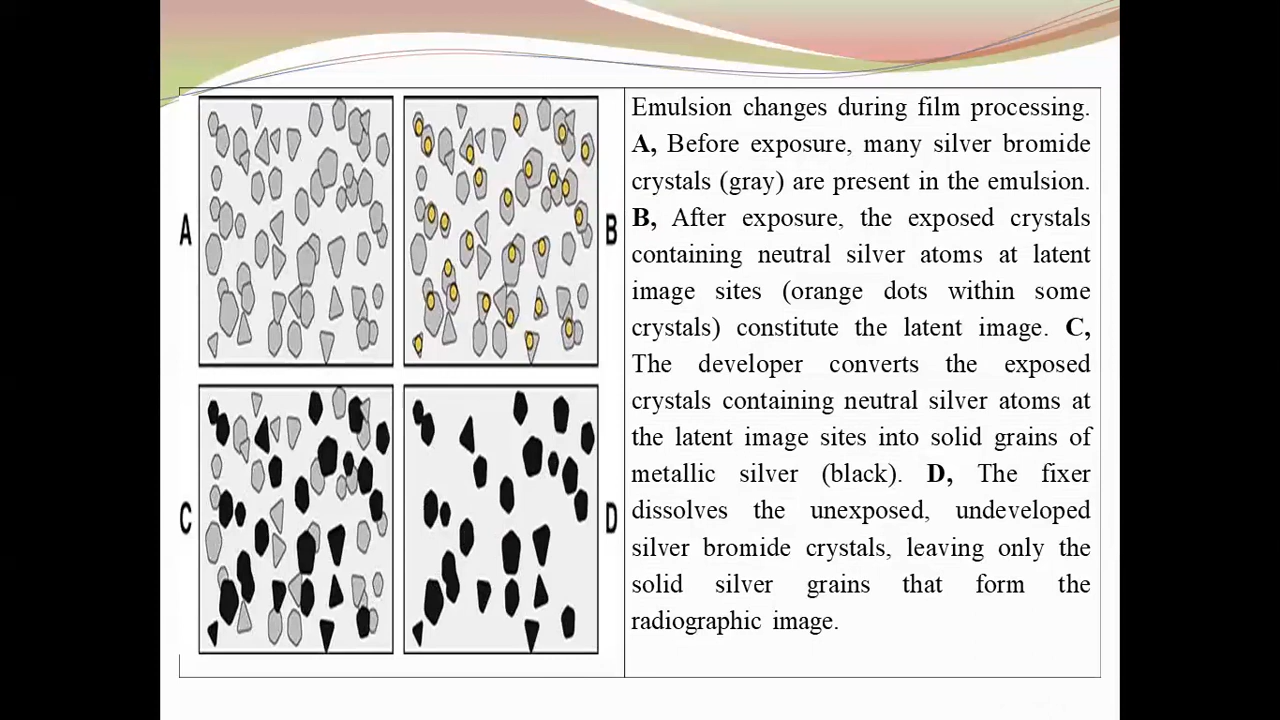 A
B
C
D
Emulsion changes during film processing.
A, Before exposure, many silver bromide
crystals (gray) are present in the emulsion.
B, After exposure, the exposed crystals
containing neutral silver atoms at latent
image sites (orange dots within some
crystals) constitute the latent image. C,
The developer converts the exposed
crystals containing neutral silver atoms at
the latent image sites into solid grains of
metallic silver (black). D, The fixer
dissolves the unexposed, undeveloped
silver bromide crystals, leaving only the
solid silver grains that form the
radiographic image.